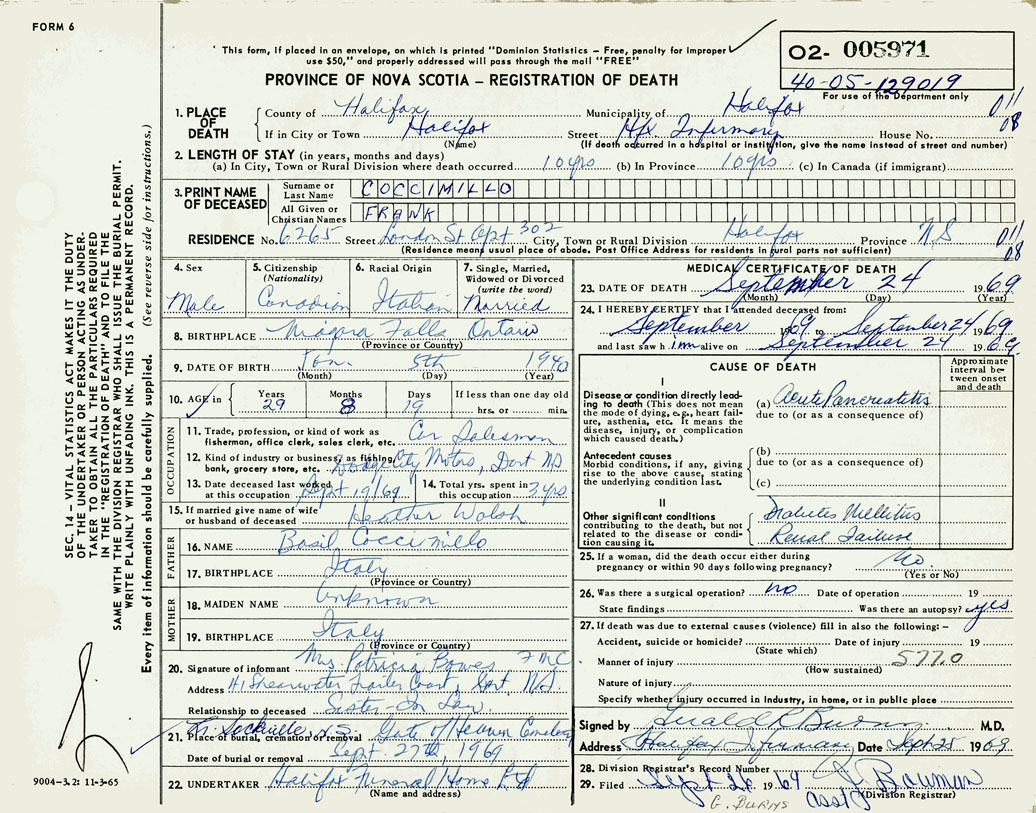 FORM 6
* This form, if placed in an envelope, on which is printed "Dominion Statistics – Free, penalty for improper
use $50," and properly addressed will pass through the mail "FREE"
PROVINCE OF NOVA SCOTIA – REGISTRATION OF DEATH
O2- 005971
40-05-129019
For use of the Department only
011
08
1. PLACE OF DEATH
County of Halifax Municipality of Halifax
If in City or Town Halifax Street Hfx Infirmary House No.
(Name) (If death occurred in a hospital or institution, give the name instead of street and number)
2. LENGTH OF STAY (in years, months and days)
(a) In City, Town or Rural Division where death occurred 10 yrs (b) In Province 10 yrs (c) In Canada (if immigrant)
3. PRINT NAME OF DECEASED
Surname or Last Name COCCIMILLO
All Given or Christian Names FRANK
RESIDENCE No. 6265 Street London St Apt 302 City, Town or Rural Division Halifax Province NS
(Residence means usual place of abode. Post Office Address for residents in rural parts not sufficient)
011
08
4. Sex Male
5. Citizenship (Nationality) Canadian
6. Racial Origin Italian
7. Single, Married, Widowed or Divorced (write the word) Married
8. BIRTHPLACE Niagara Falls Ontario
(Province or Country)
9. DATE OF BIRTH Jan. 5th 1940
(Month) (Day) (Year)
10. AGE in Years 29 Months 8 Days 19 If less than one day old hrs. or min.
OCCUPATION
11. Trade, profession, or kind of work as fisherman, office clerk, sales clerk, etc. Car Salesman
12. Kind of industry or business, as fishing, bank, grocery store, etc. Dodge City Motors, Dart NS
13. Date deceased last worked at this occupation Sept 19/69
14. Total yrs. spent in this occupation 3 yrs
15. If married give name of wife or husband of deceased Heather Walsh
FATHER
16. NAME Basil Coccimillo
17. BIRTHPLACE Italy
(Province or Country)
MOTHER
18. MAIDEN NAME Unknown
19. BIRTHPLACE Italy
(Province or Country)
20. Signature of informant Mrs. Patricia Bowes
Address H1 Shearwater Trailer Court, Dart. N.S.
Relationship to deceased Sister-In Law
21. Place of burial, cremation or removal Lr. Sackville N.S. Gate of Heaven Cemetery
Date of burial or removal Sept 27th, 1969
22. UNDERTAKER Halifax Funeral Home Ltd
(Name and address)
MEDICAL CERTIFICATE OF DEATH
23. DATE OF DEATH September 24 1969
(Month) (Day) (Year)
24. I HEREBY CERTIFY that I attended deceased from:
September 1969 to September 24 1969
and last saw him alive on September 24 1969
CAUSE OF DEATH
Approximate interval between onset and death
I
Disease or condition directly leading to death (This does not mean the mode of dying, e.g., heart failure, asthenia, etc. It means the disease, injury, or complication which caused death.)
(a) Acute Pancreatitis
due to (or as a consequence of)
Antecedent causes
Morbid conditions, if any, giving rise to the above cause, stating the underlying condition last.
(b)
due to (or as a consequence of)
(c)
II
Other significant conditions contributing to the death, but not related to the disease or condition causing it.
Diabetes Mellitus
Renal Failure
25. If a woman, did the death occur either during pregnancy or within 90 days following pregnancy? No
(Yes or No)
26. Was there a surgical operation? no Date of operation 19
State findings Was there an autopsy? yes
27. If death was due to external causes (violence) fill in also the following: –
Accident, suicide or homicide? Date of injury 19
(State which)
Manner of injury 577.0
(How sustained)
Nature of injury
Specify whether injury occurred in industry, in home, or in public place
Signed by Gerald R Burns M.D.
Address Halifax Infirmary Date Sept 25 1969
28. Division Registrar's Record Number
29. Filed Sept 26 1969 J. Bauman
G. BURNS asst (Division Registrar)
SEC. 14 – VITAL STATISTICS ACT MAKES IT THE DUTY
OF THE UNDERTAKER OR PERSON ACTING AS UNDER-
TAKER TO OBTAIN ALL THE PARTICULARS REQUIRED
IN THE "REGISTRATION OF DEATH" AND TO FILE THE
SAME WITH THE DIVISION REGISTRAR WHO SHALL ISSUE THE BURIAL PERMIT.
WRITE PLAINLY WITH UNFADING INK. THIS IS A PERMANENT RECORD.
Every item of information should be carefully supplied. (See reverse side for instructions.)
9004-3.2: 11-3-65